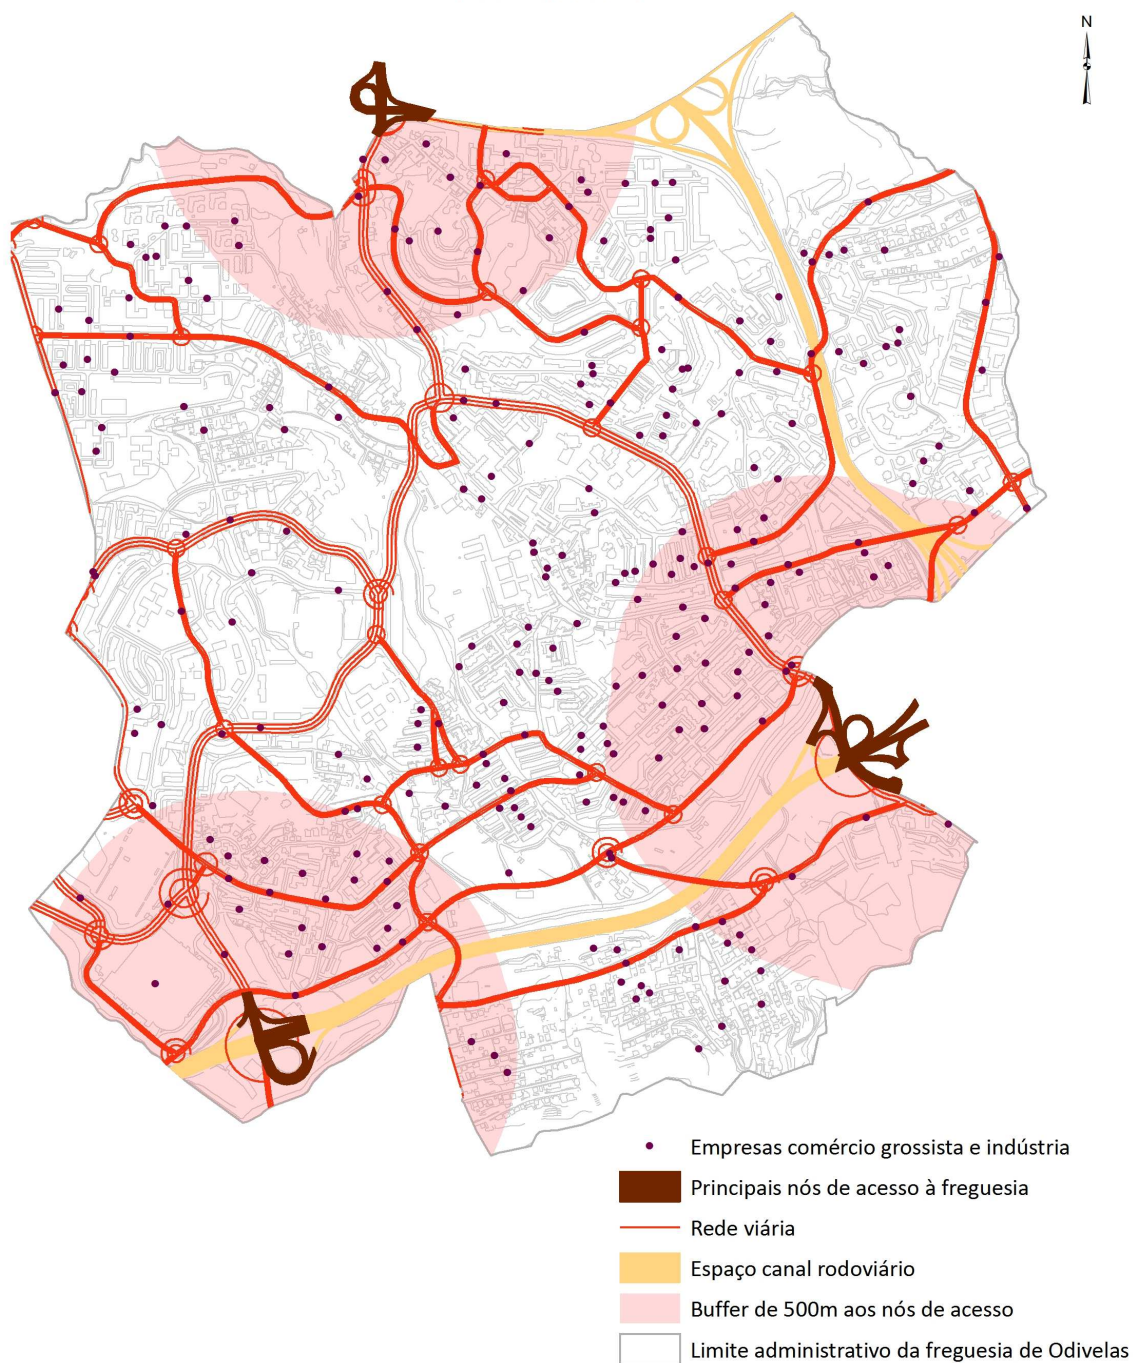 N
Empresas comércio grossista e indústria
Principais nós de acesso à freguesia
Rede viária
Espaço canal rodoviário
Buffer de 500m aos nós de acesso
Limite administrativo da freguesia de Odivelas